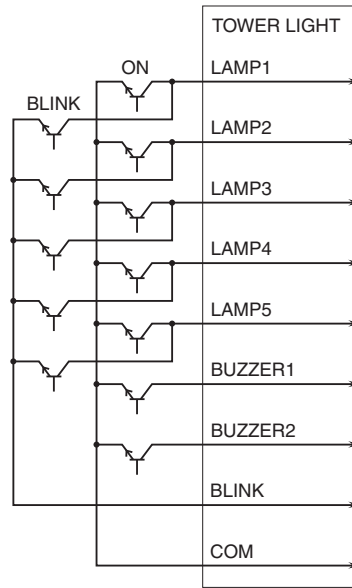 TOWER LIGHT
ON
LAMP1
BLINK
LAMP2
LAMP3
LAMP4
LAMP5
BUZZER1
BUZZER2
BLINK
COM